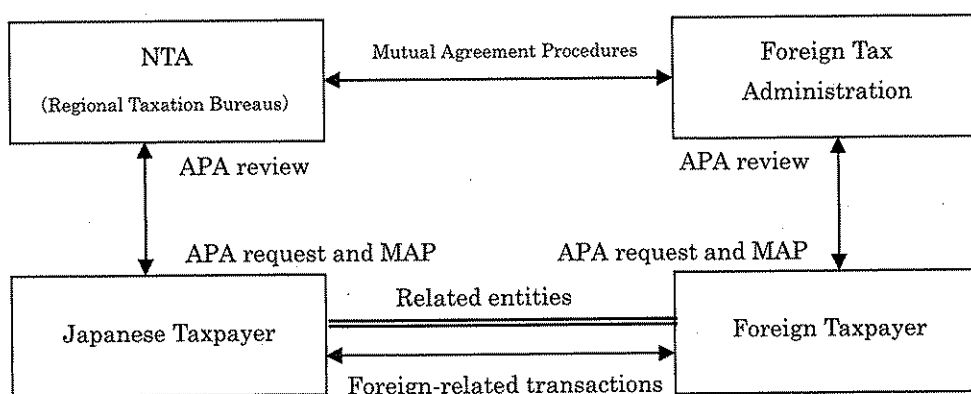 NTA
(Regional Taxation Bureaus)
Mutual Agreement Procedures
Foreign Tax
Administration
APA review
APA review
APA request and MAP
APA request and MAP
Japanese Taxpayer
Related entities
Foreign Taxpayer
Foreign-related transactions